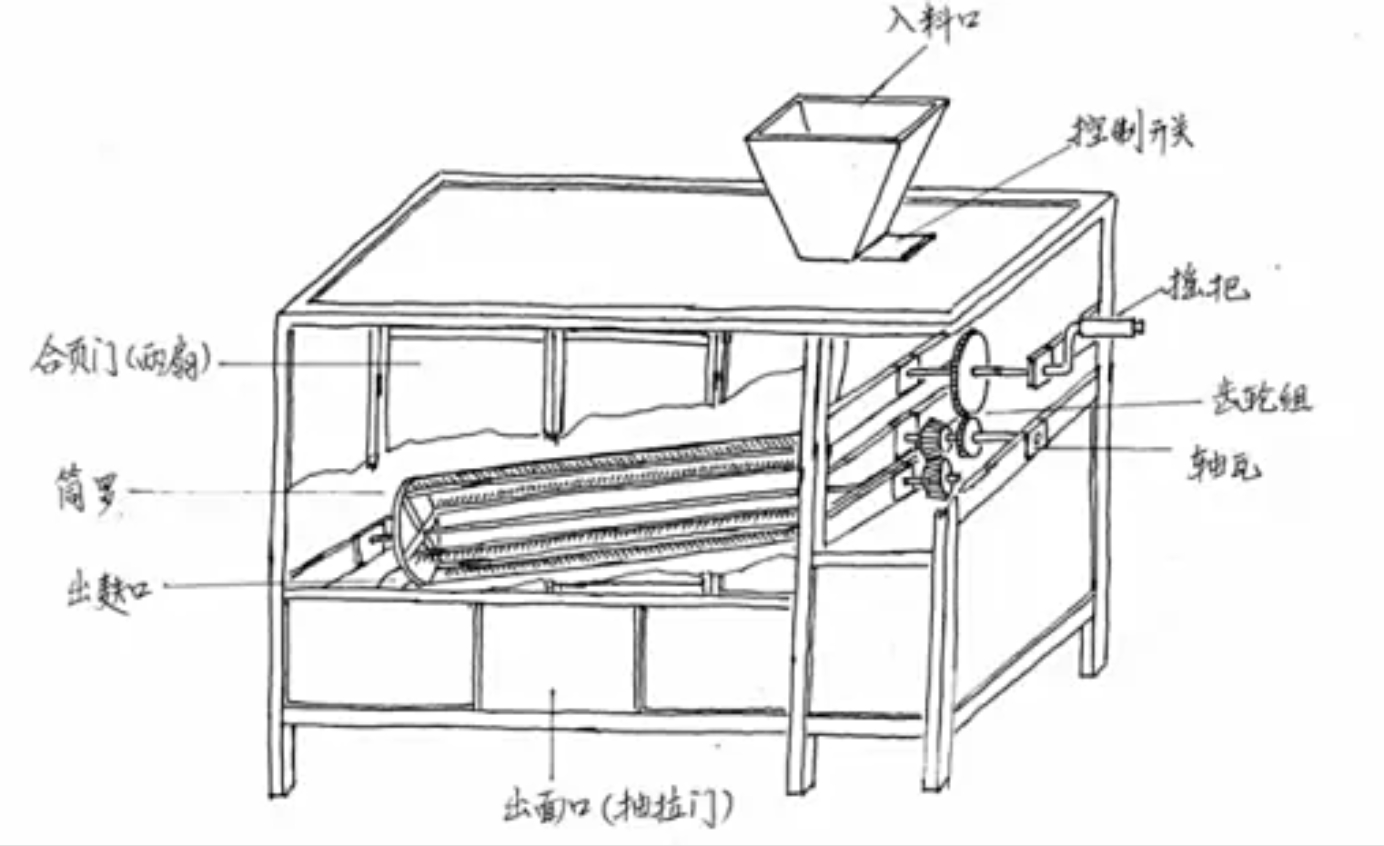 入料口
控制开关
摇把
合页门(两扇)
齿轮组
轴瓦
筒罗
出麸口
出面口(抽拉门)